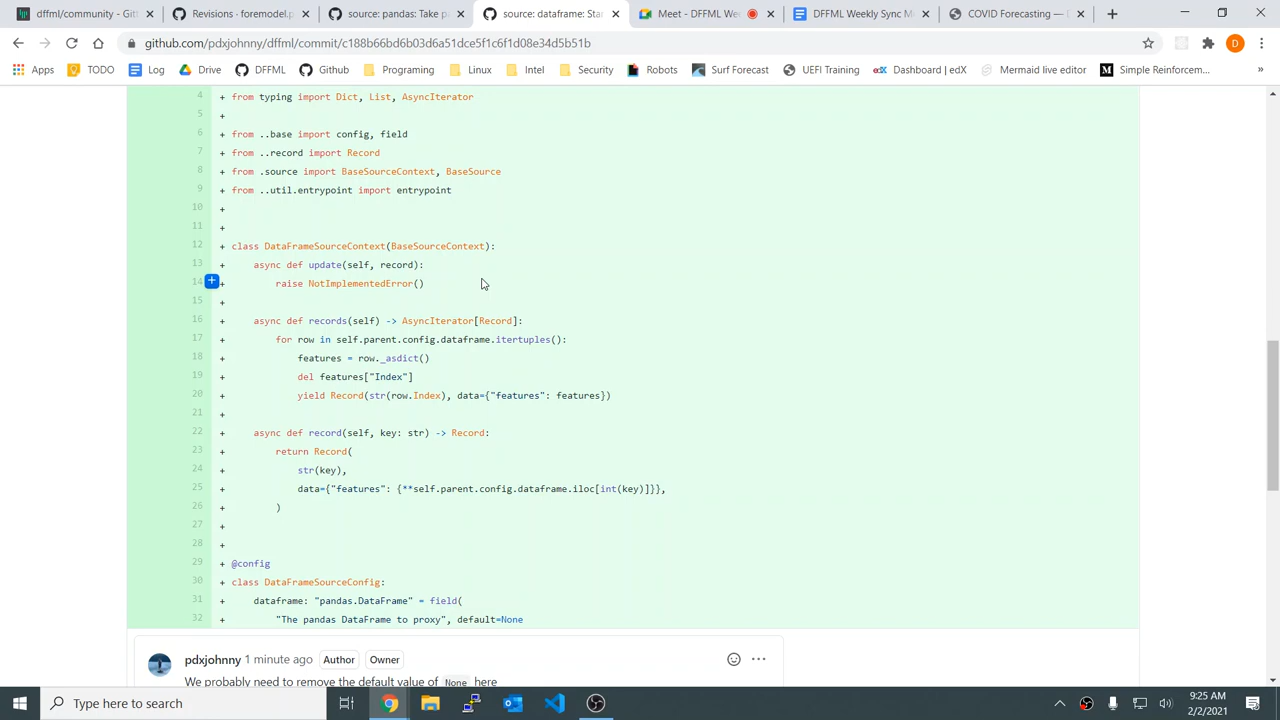 dffml/community - Git
Revisions · foremodel.r
source: pandas: Take p
source: dataframe: Star
Meet - DFFML We
DFFML Weekly Sync M
COVID Forecasting —
github.com/pdxjohnny/dffml/commit/c188b66bd6b03d6a51dce5f1c6f1d08e34d5b51b
D
Apps TODO Log Drive DFFML Github Programing Linux Intel Security Robots Surf Forecast UEFI Training Dashboard | edX Mermaid live editor Simple Reinforcem... »
4 + from typing import Dict, List, AsyncIterator
5 +
6 + from ..base import config, field
7 + from ..record import Record
8 + from .source import BaseSourceContext, BaseSource
9 + from ..util.entrypoint import entrypoint
10 +
11 +
12 + class DataFrameSourceContext(BaseSourceContext):
13 + async def update(self, record):
14 + raise NotImplementedError()
15 +
16 + async def records(self) -> AsyncIterator[Record]:
17 + for row in self.parent.config.dataframe.itertuples():
18 + features = row._asdict()
19 + del features["Index"]
20 + yield Record(str(row.Index), data={"features": features})
21 +
22 + async def record(self, key: str) -> Record:
23 + return Record(
24 + str(key),
25 + data={"features": {**self.parent.config.dataframe.iloc[int(key)]}},
26 + )
27 +
28 +
29 + @config
30 + class DataFrameSourceConfig:
31 + dataframe: "pandas.DataFrame" = field(
32 + "The pandas DataFrame to proxy", default=None
pdxjohnny 1 minute ago Author Owner
We probably need to remove the default value of None here
Type here to search
9:25 AM
2/2/2021